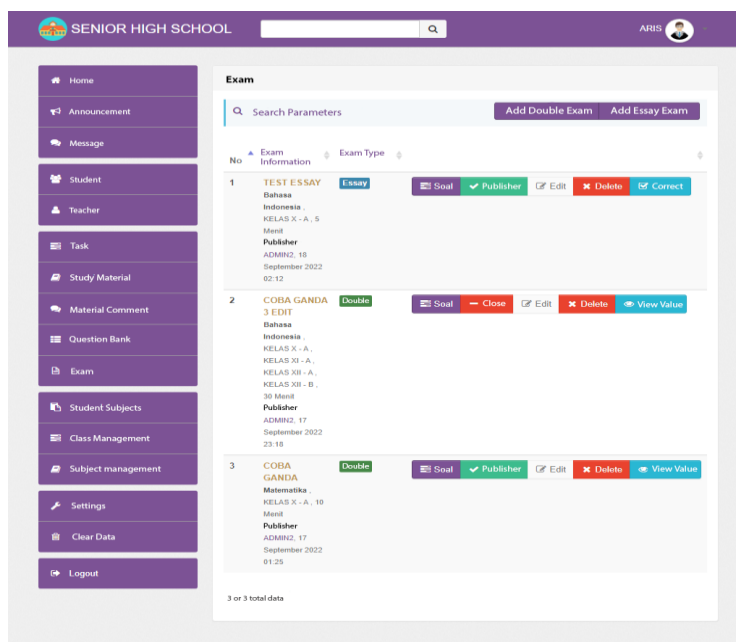 SENIOR HIGH SCHOOL
ARIS
Home
Announcement
Message
Student
Teacher
Task
Study Material
Material Comment
Question Bank
Exam
Student Subjects
Class Management
Subject management
Settings
Clear Data
Logout
Exam
Search Parameters
Add Double Exam Add Essay Exam
No
Exam
Information
Exam Type
1
TEST ESSAY
Bahasa
Indonesia ,
KELAS X - A , 5
Menit
Publisher
ADMIN2, 18
September 2022
02:12
Essay
Soal Publisher Edit Delete Correct
2
COBA GANDA
3 EDIT
Bahasa
Indonesia ,
KELAS X - A ,
KELAS XI - A ,
KELAS XII - A ,
KELAS XII - B ,
30 Menit
Publisher
ADMIN2, 17
September 2022
23:18
Double
Soal Close Edit Delete View Value
3
COBA
GANDA
Matematika ,
KELAS X - A , 10
Menit
Publisher
ADMIN2, 17
September 2022
01:25
Double
Soal Publisher Edit Delete View Value
3 or 3 total data